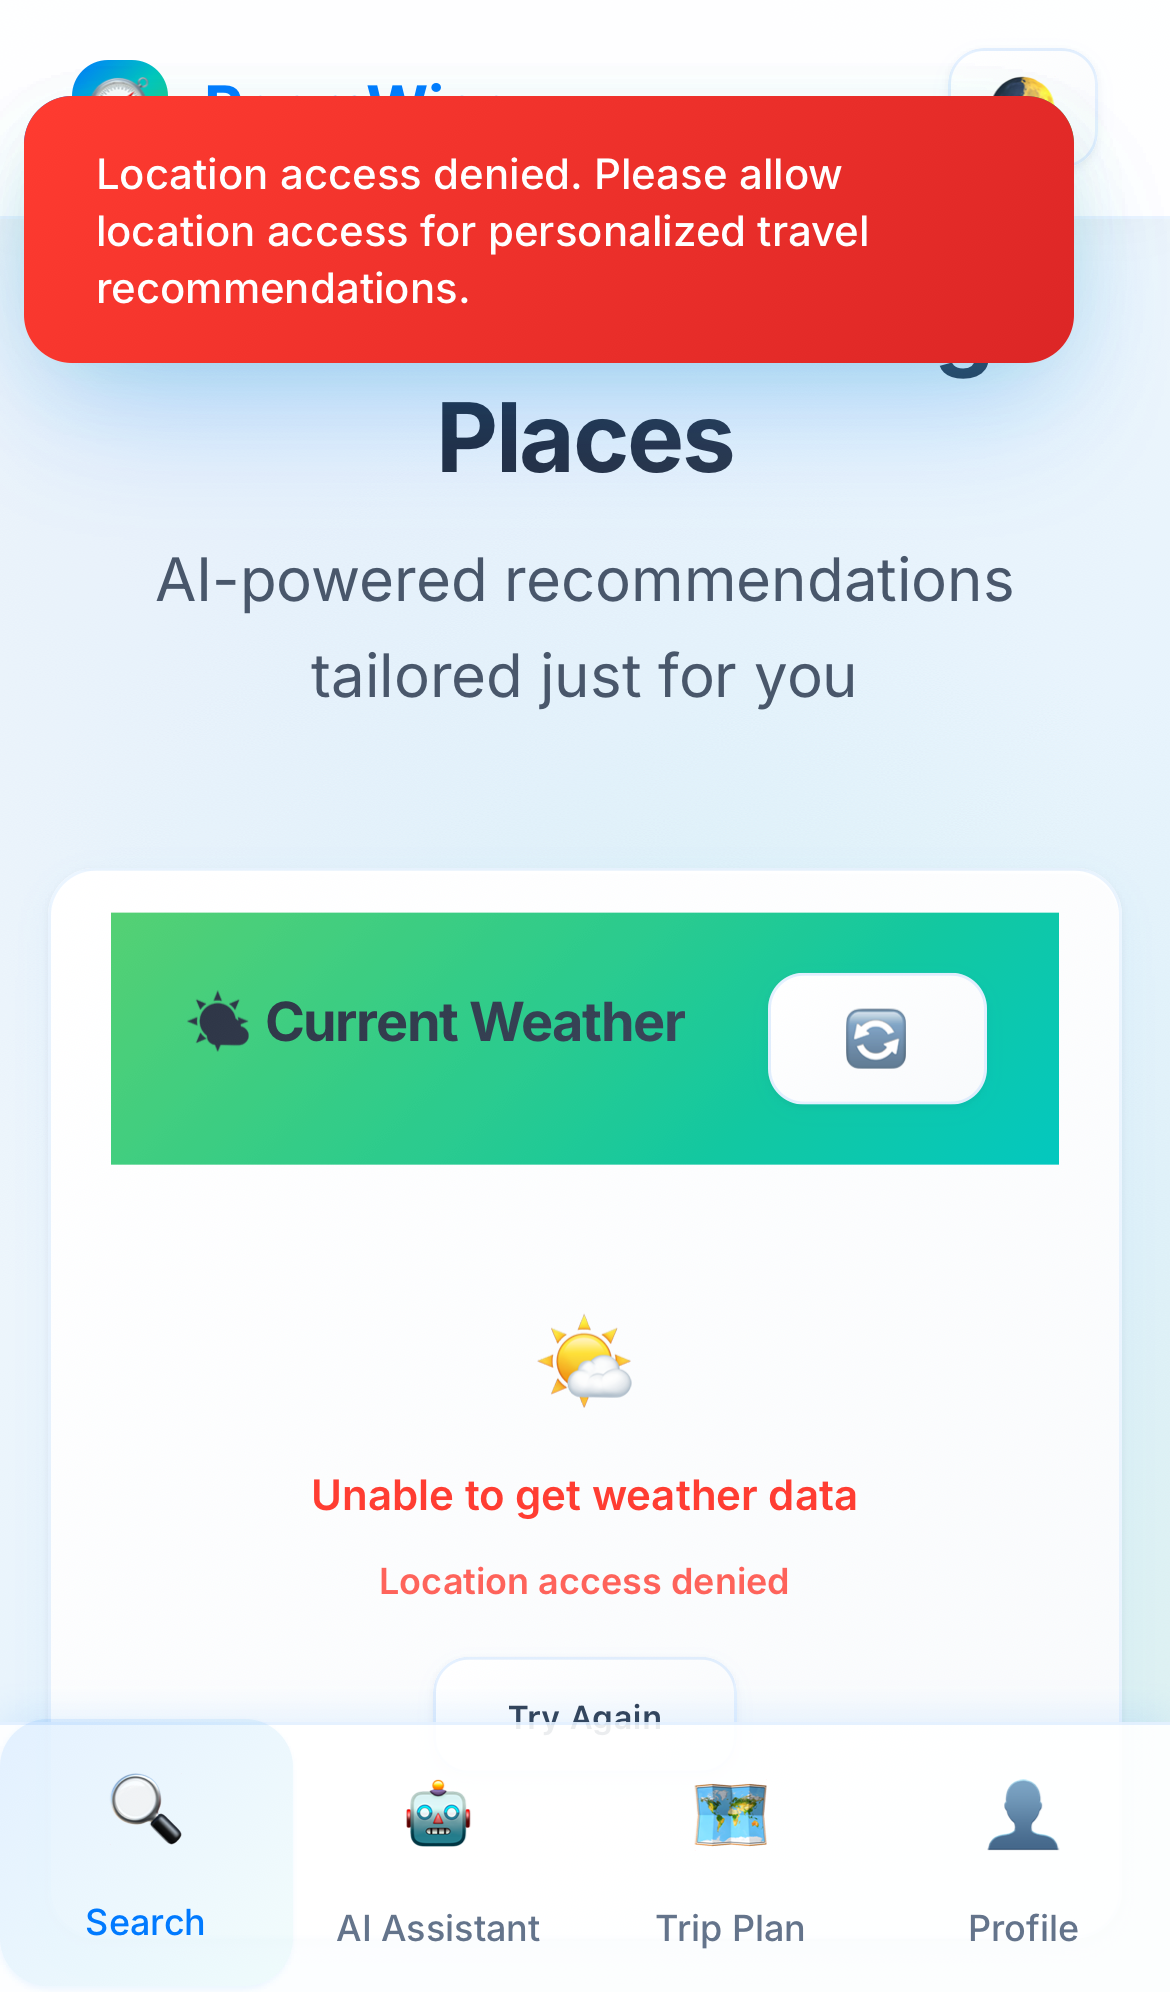 Location access denied. Please allow
location access for personalized travel
recommendations.
Places
AI-powered recommendations
tailored just for you
Current Weather
Unable to get weather data
Location access denied
Try Again
Search
AI Assistant
Trip Plan
Profile